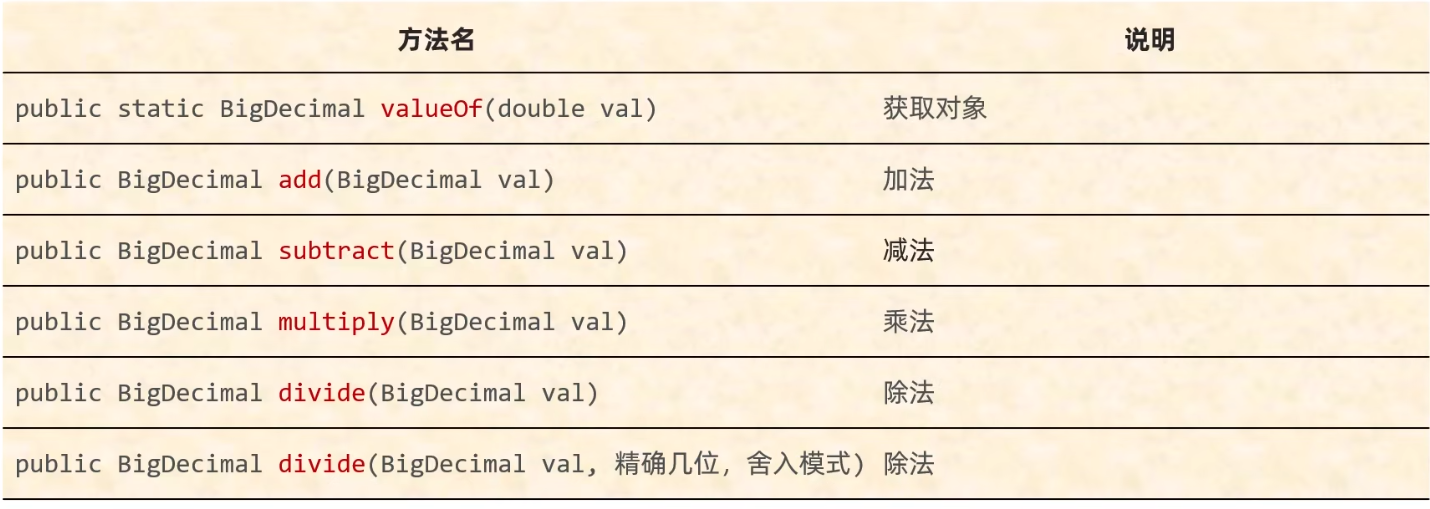 方法名 说明
public static BigDecimal valueOf(double val) 获取对象
public BigDecimal add(BigDecimal val) 加法
public BigDecimal subtract(BigDecimal val) 减法
public BigDecimal multiply(BigDecimal val) 乘法
public BigDecimal divide(BigDecimal val) 除法
public BigDecimal divide(BigDecimal val, 精确几位，舍入模式) 除法